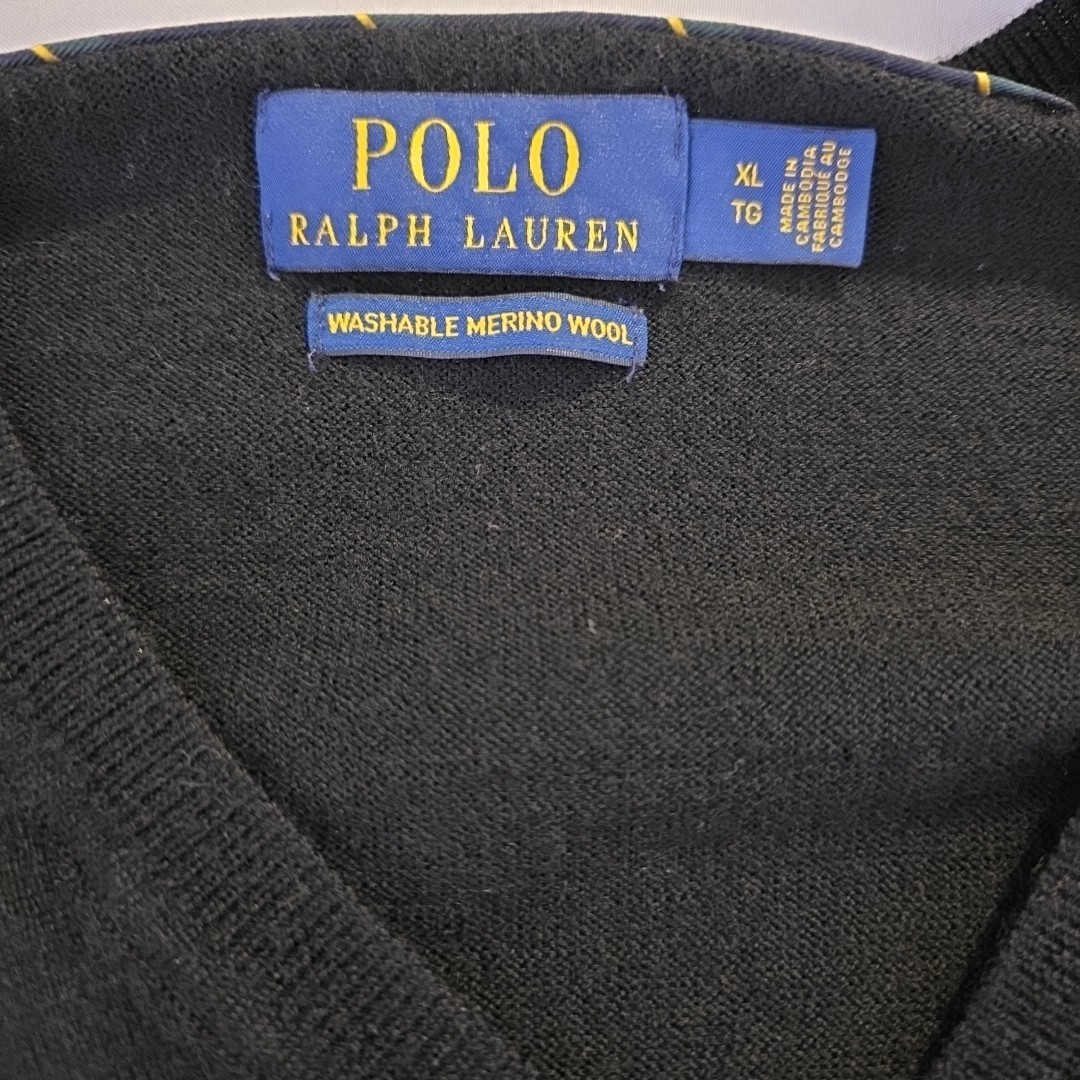 POLO
RALPH LAUREN
XL
TG
MADE IN
CAMBODIA
FABRIQUÉ AU
CAMBODGE
WASHABLE MERINO WOOL